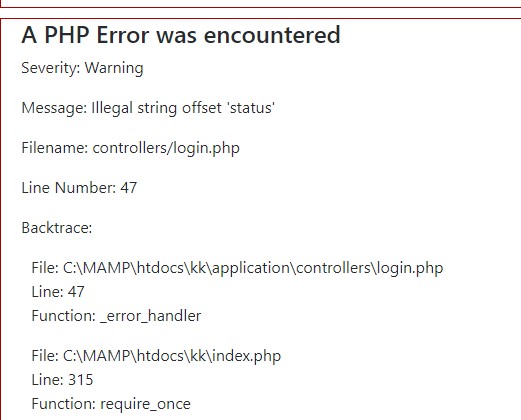 A PHP Error was encountered
Severity: Warning
Message: Illegal string offset 'status'
Filename: controllers/login.php
Line Number: 47
Backtrace:
File: C:\MAMP\htdocs\kk\application\controllers\login.php
Line: 47
Function: _error_handler
File: C:\MAMP\htdocs\kk\index.php
Line: 315
Function: require_once